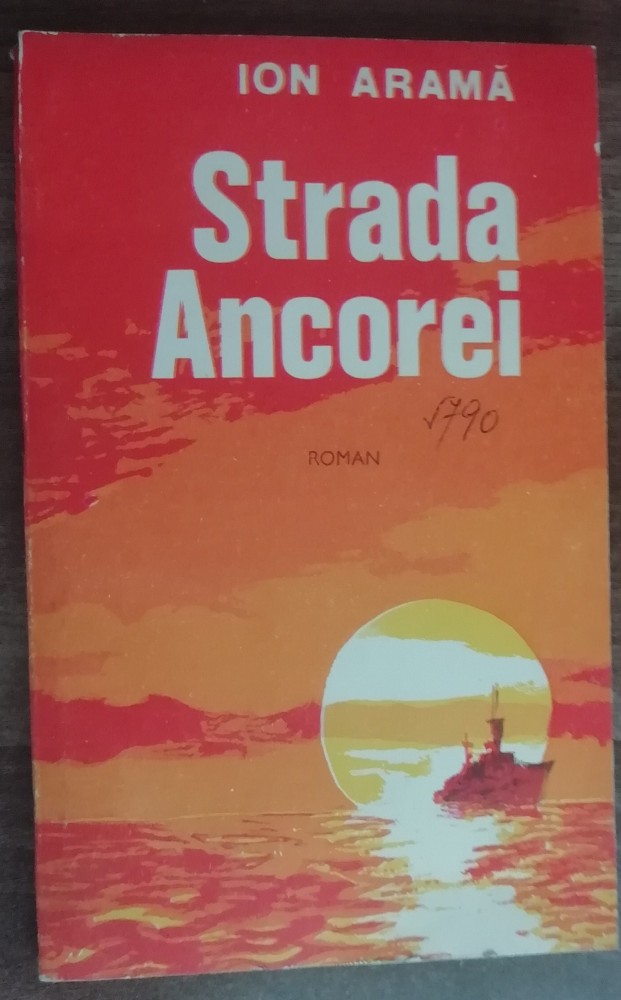 ION ARAMĂ
Strada
Ancorei
790
ROMAN